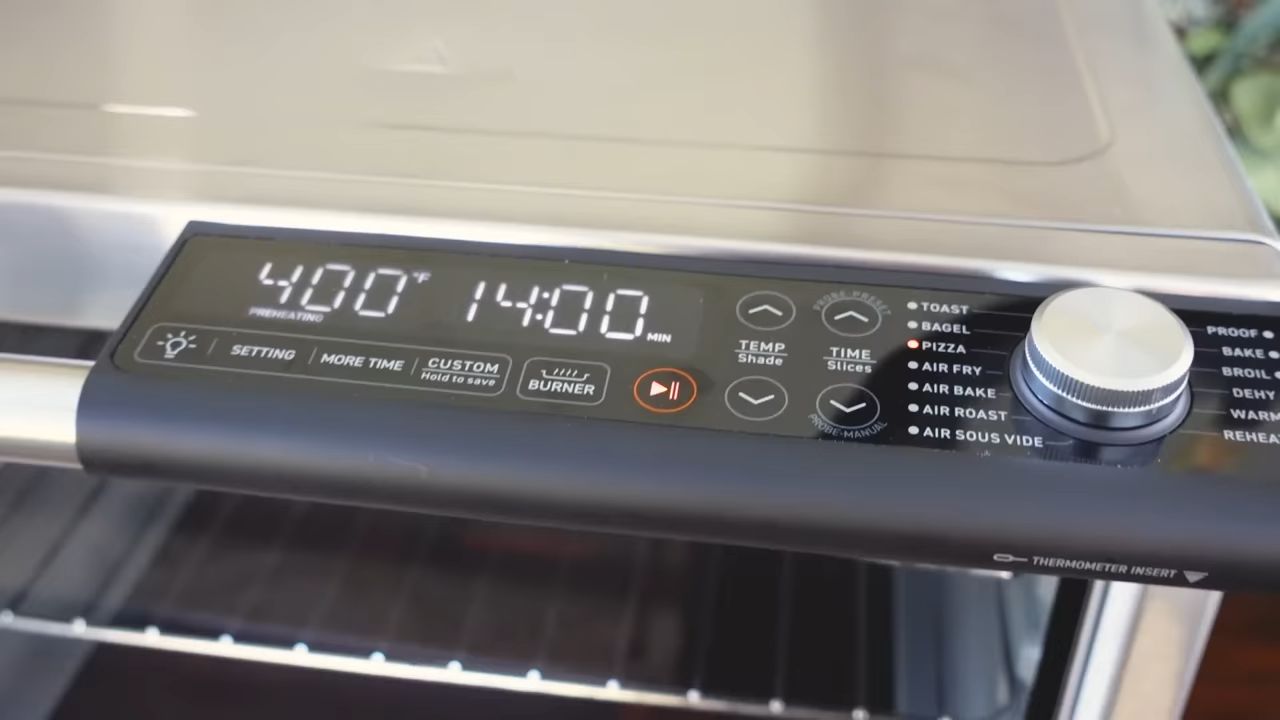 400°F 14:00 MIN
PREHEATING
SETTING
MORE TIME
CUSTOM
Hold to save
BURNER
TEMP
Shade
PROBE-PRESET
TIME
Slices
PROBE-MANUAL
TOAST
BAGEL
PIZZA
AIR FRY
AIR BAKE
AIR ROAST
AIR SOUS VIDE
PROOF
BAKE
BROIL
DEHY
WARM
REHEA
THERMOMETER INSERT